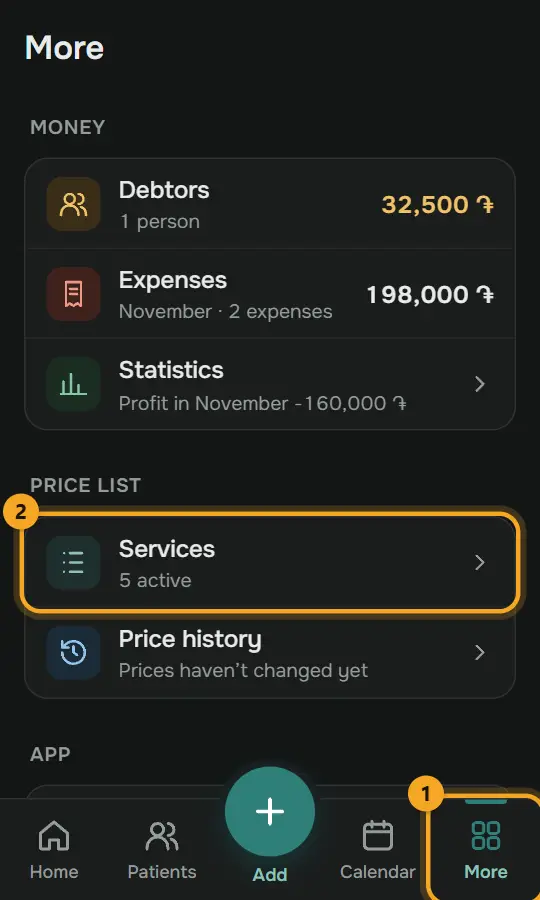 More
MONEY
Debtors
1 person
32,500 ֏
Expenses
November · 2 expenses
198,000 ֏
Statistics
Profit in November -160,000 ֏
PRICE LIST
2
Services
5 active
Price history
Prices haven’t changed yet
APP
1
Home
Patients
Add
Calendar
More